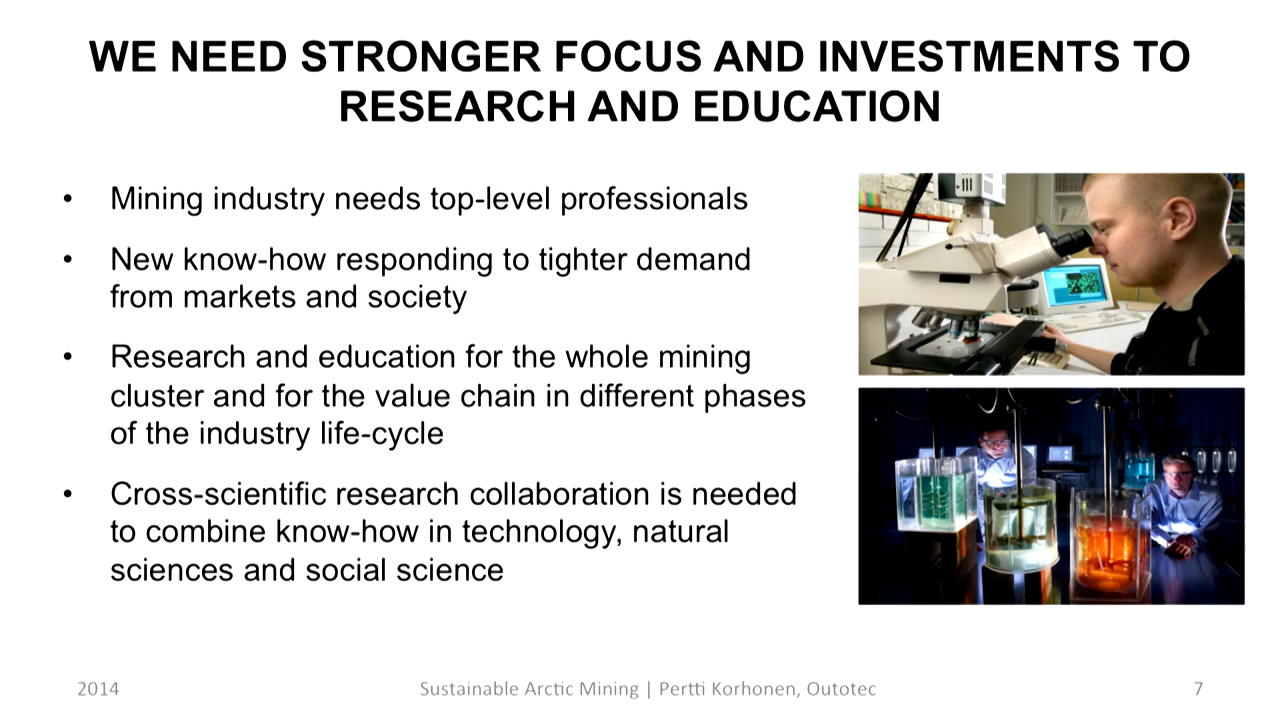 WE NEED STRONGER FOCUS AND INVESTMENTS TO
RESEARCH AND EDUCATION
• Mining industry needs top-level professionals
• New know-how responding to tighter demand
from markets and society
• Research and education for the whole mining
cluster and for the value chain in different phases
of the industry life-cycle
• Cross-scientific research collaboration is needed
to combine know-how in technology, natural
sciences and social science
2014
Sustainable Arctic Mining | Pertti Korhonen, Outotec
7